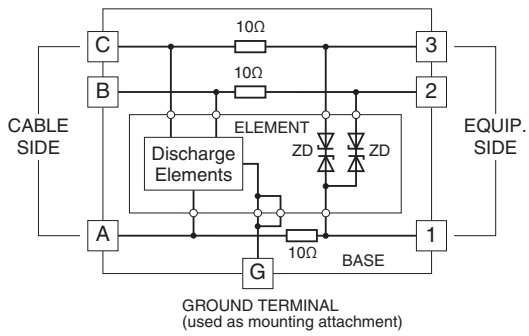 C
10Ω
3
B
10Ω
2
CABLE
SIDE
ELEMENT
EQUIP.
SIDE
Discharge
Elements
ZD
ZD
A
10Ω
1
G
BASE
GROUND TERMINAL
(used as mounting attachment)